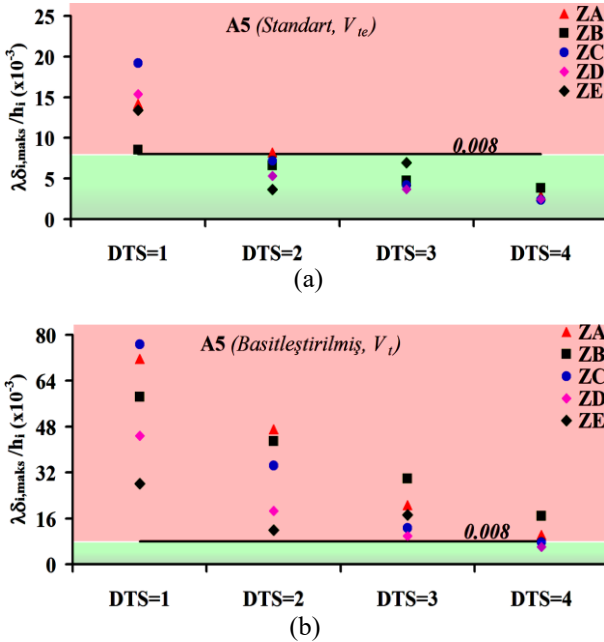 25
A5 (Standart, Vte)
ZA
20
ZB
ZC
15
ZD
ZE
10
0.008
5
0
λδi,maks/hi (x10-3)
DTS=1 DTS=2 DTS=3 DTS=4
(a)
80
A5 (Basitleştirilmiş, Vt)
ZA
64
ZB
ZC
48
ZD
ZE
32
16
0.008
0
λδi,maks/hi (x10-3)
DTS=1 DTS=2 DTS=3 DTS=4
(b)